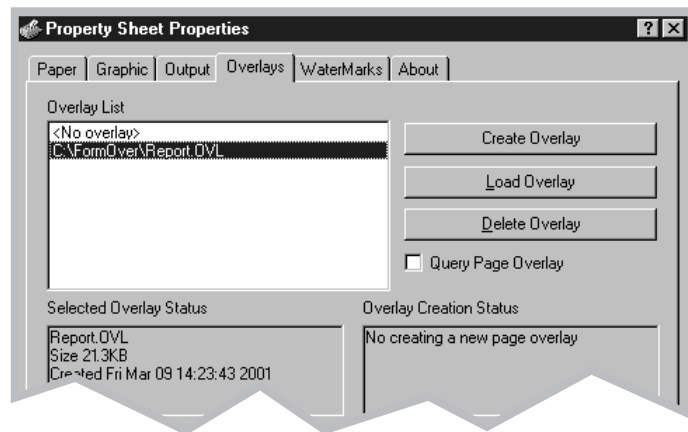 Property Sheet Properties
Paper Graphic Output Overlays WaterMarks About
Overlay List
<No overlay>
C:\FormOver\Report.OVL
Create Overlay
Load Overlay
Delete Overlay
Query Page Overlay
Selected Overlay Status
Report.OVL
Size 21.3KB
Created Fri Mar 09 14:23:43 2001
Overlay Creation Status
No creating a new page overlay